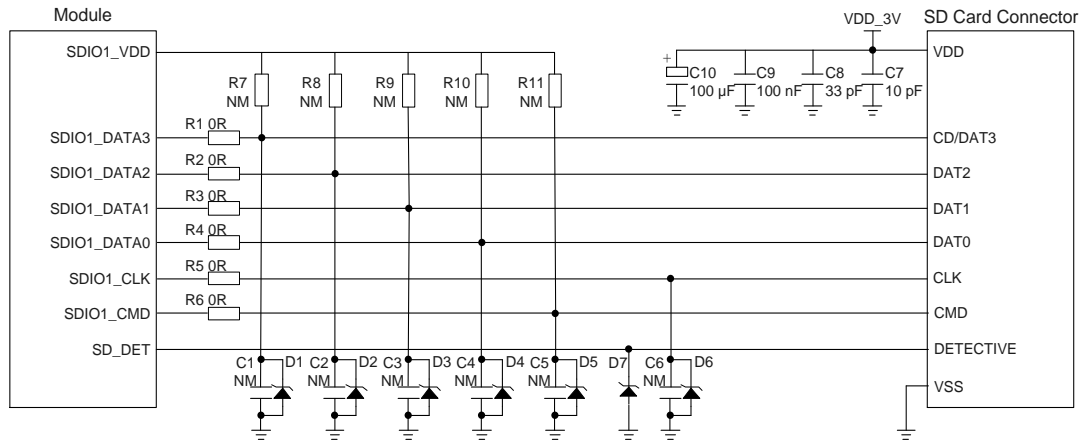 Module
VDD_3V
SD Card Connector
SDIO1_VDD
VDD
R7
NM
R8
NM
R9
NM
R10
NM
R11
NM
+
C10
100 µF
C9
100 nF
C8
33 pF
C7
10 pF
SDIO1_DATA3
R1 0R
CD/DAT3
SDIO1_DATA2
R2 0R
DAT2
SDIO1_DATA1
R3 0R
DAT1
SDIO1_DATA0
R4 0R
DAT0
SDIO1_CLK
R5 0R
CLK
SDIO1_CMD
R6 0R
CMD
SD_DET
DETECTIVE
C1
NM
D1
C2
NM
D2
C3
NM
D3
C4
NM
D4
C5
NM
D5
D7
C6
NM
D6
VSS